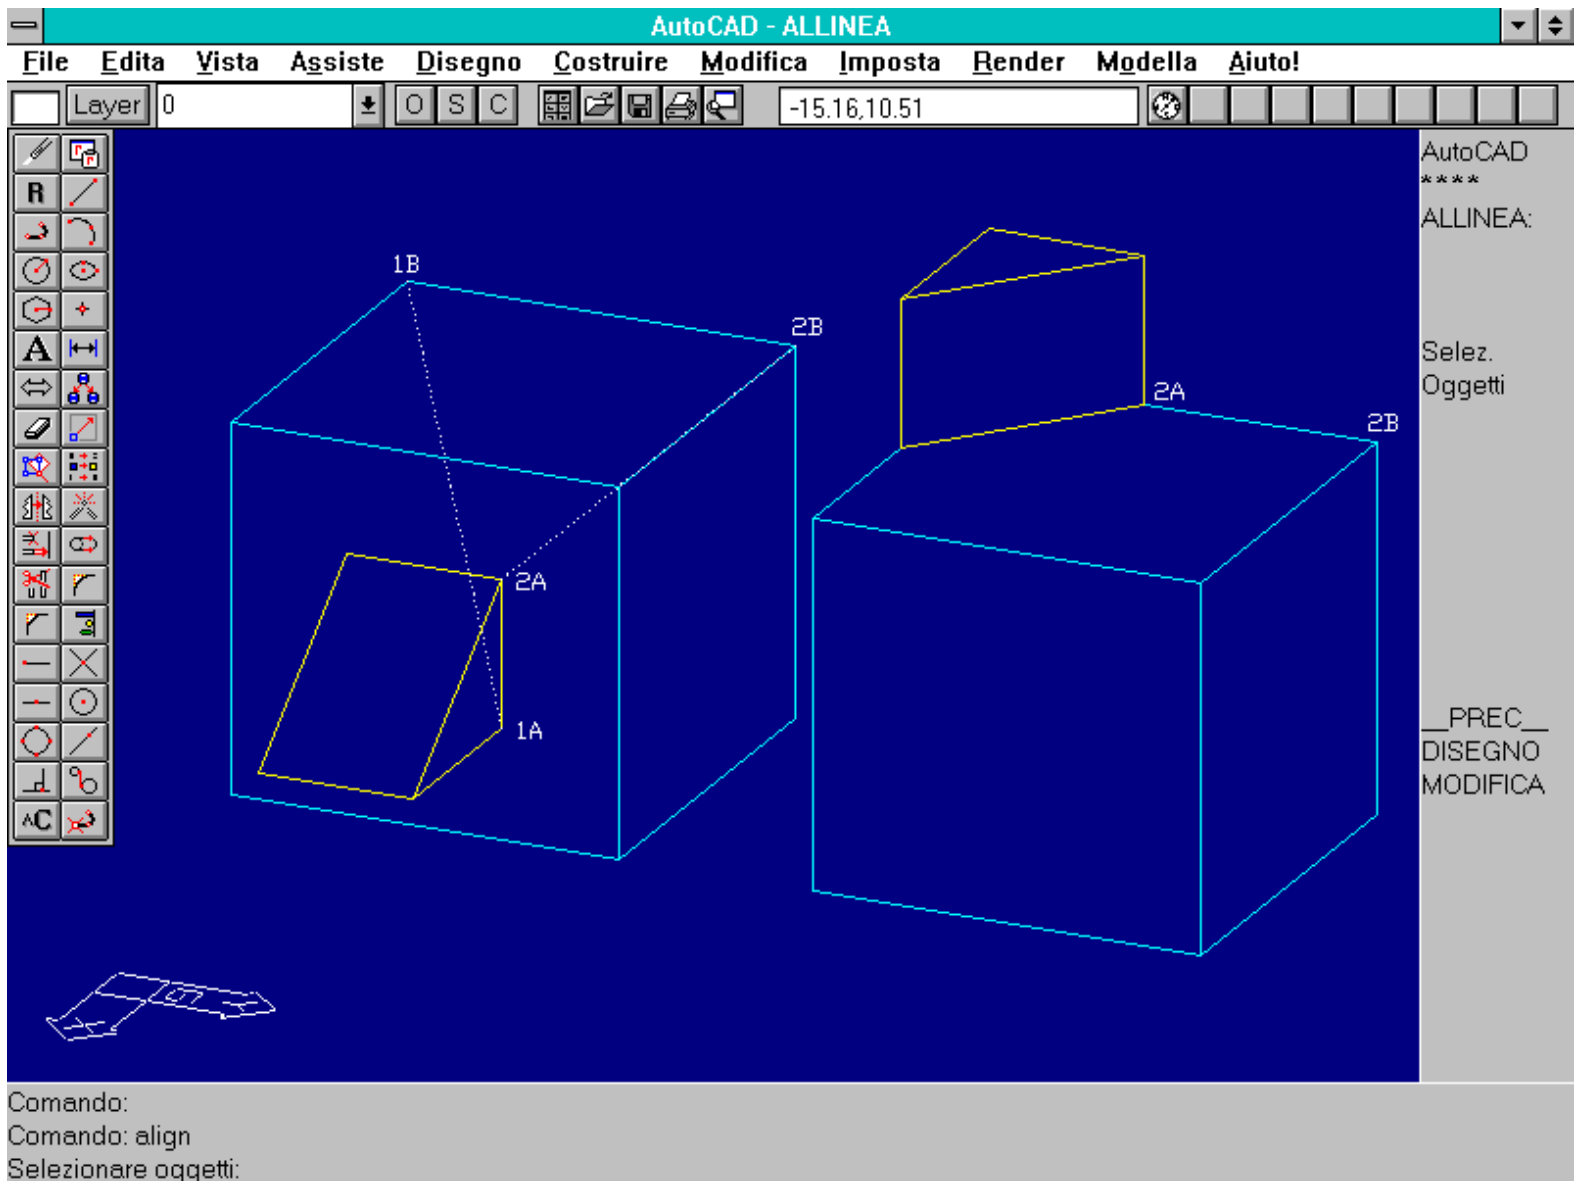 AutoCAD - ALLINEA
File Edita Vista Assiste Disegno Costruire Modifica Imposta Render Modella Aiuto!
Layer 0 O S C -15.16,10.51
AutoCAD
****
ALLINEA:
Selez.
Oggetti
__PREC__
DISEGNO
MODIFICA
R
A
^C
1B
2B
2A
1A
2A
2B
X
Y
Comando:
Comando: align
Selezionare oggetti: